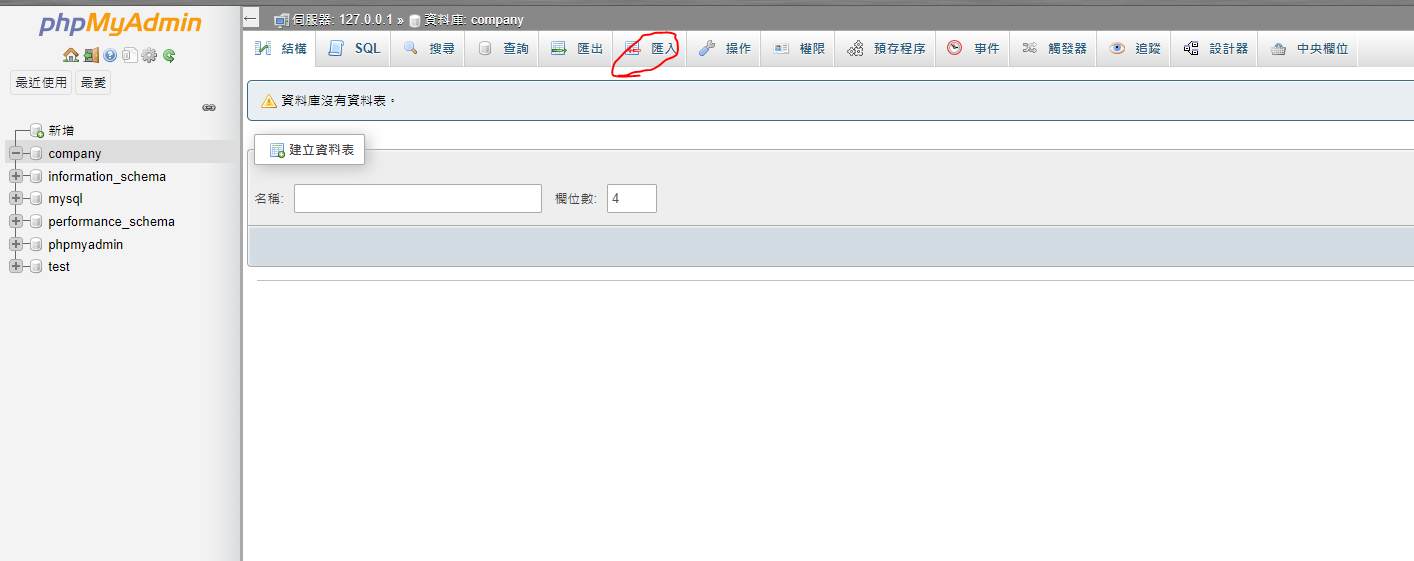 phpMyAdmin
最近使用 最愛
新增
company
information_schema
mysql
performance_schema
phpmyadmin
test
伺服器: 127.0.0.1 » 資料庫: company
結構 SQL 搜尋 查詢 匯出 匯入 操作 權限 預存程序 事件 觸發器 追蹤 設計器 中央欄位
資料庫沒有資料表。
建立資料表
名稱: 欄位數: 4